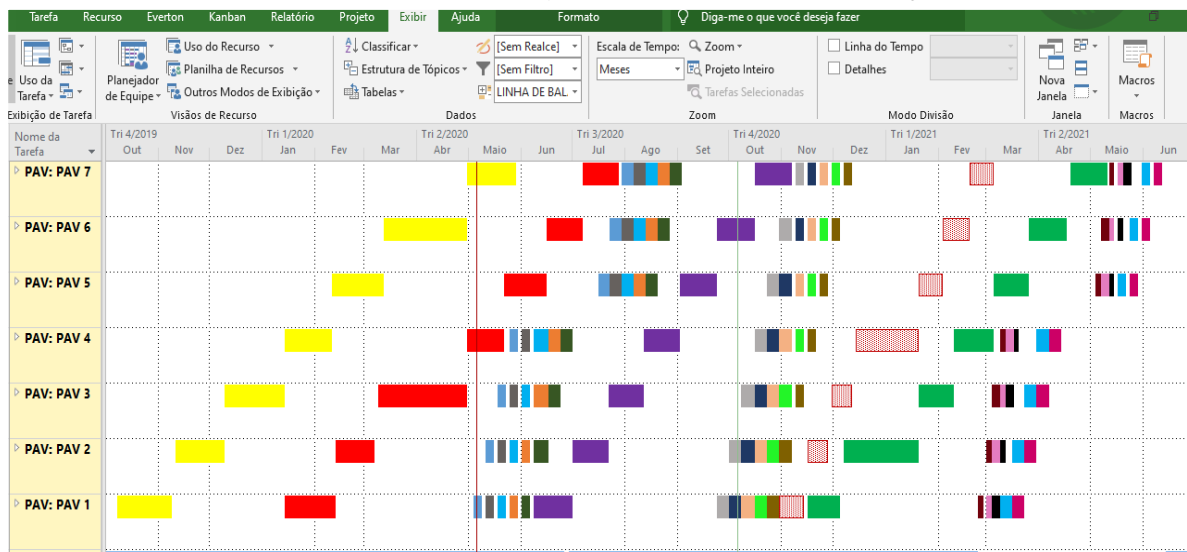 Tarefa Recurso Everton Kanban Relatório Projeto Exibir Ajuda Formato Diga-me o que você deseja fazer
Uso do Recurso Classificar [Sem Realce] Escala de Tempo: Zoom Linha do Tempo
Planilha de Recursos Estrutura de Tópicos [Sem Filtro] Meses Projeto Inteiro Detalhes
Outros Modos de Exibição Tabelas LINHA DE BAL Tarefas Selecionadas
e Uso da Tarefa
Planejador de Equipe
Nova Janela
Macros
Exibição de Tarefa Visões de Recurso Dados Zoom Modo Divisão Janela Macros
Nome da Tarefa
Tri 4/2019 Tri 1/2020 Tri 2/2020 Tri 3/2020 Tri 4/2020 Tri 1/2021 Tri 2/2021
Out Nov Dez Jan Fev Mar Abr Maio Jun Jul Ago Set Out Nov Dez Jan Fev Mar Abr Maio Jun
PAV: PAV 7
PAV: PAV 6
PAV: PAV 5
PAV: PAV 4
PAV: PAV 3
PAV: PAV 2
PAV: PAV 1